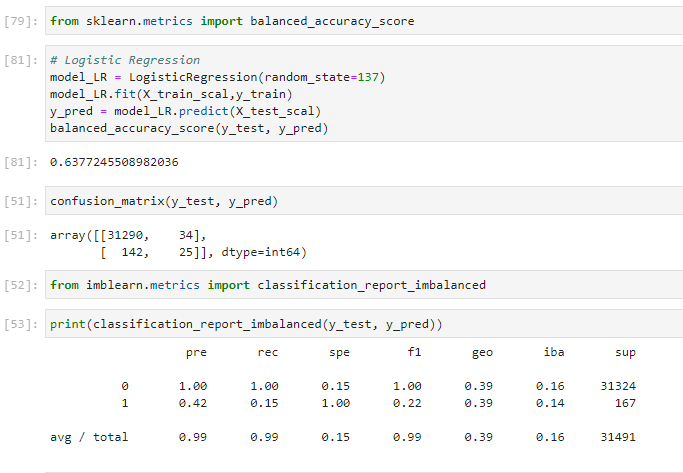 [79]: from sklearn.metrics import balanced_accuracy_score
[81]: # Logistic Regression
model_LR = LogisticRegression(random_state=137)
model_LR.fit(X_train_scal,y_train)
y_pred = model_LR.predict(X_test_scal)
balanced_accuracy_score(y_test, y_pred)
[81]: 0.6377245508982036
[51]: confusion_matrix(y_test, y_pred)
[51]: array([[31290,    34],
       [  142,    25]], dtype=int64)
[52]: from imblearn.metrics import classification_report_imbalanced
[53]: print(classification_report_imbalanced(y_test, y_pred))
pre rec spe f1 geo iba sup
0 1.00 1.00 0.15 1.00 0.39 0.16 31324
1 0.42 0.15 1.00 0.22 0.39 0.14 167
avg / total 0.99 0.99 0.15 0.99 0.39 0.16 31491